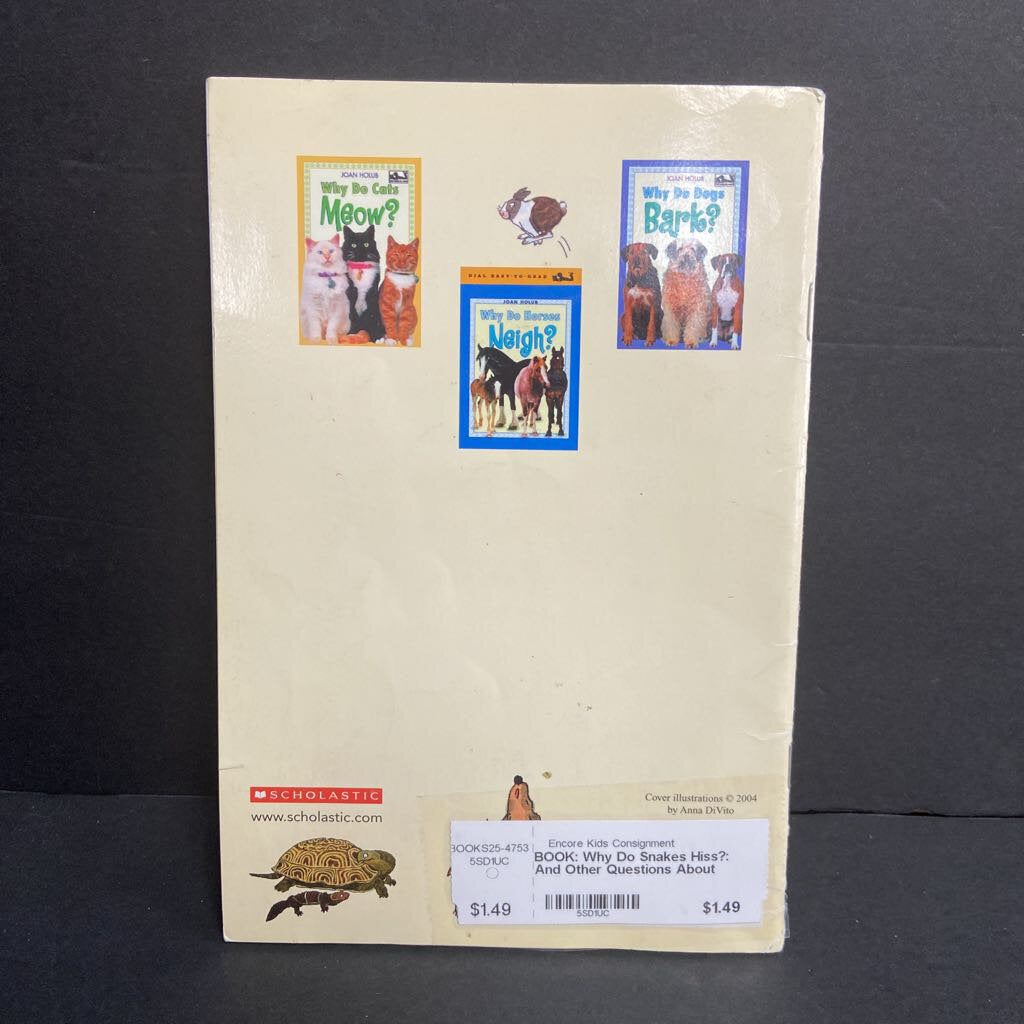 JOAN HOLUB
Why Do Cats
Meow?
JOAN HOLUB
Why Do Dogs
Bark?
DIAL EASY-TO-READ
JOAN HOLUB
Why Do Horses
Neigh?
SCHOLASTIC
www.scholastic.com
Cover illustrations © 2004
by Anna DiVito
BOOKS25-4753
5SD1UC
$1.49
Encore Kids Consignment
BOOK: Why Do Snakes Hiss?:
And Other Questions About
5SD1UC
$1.49